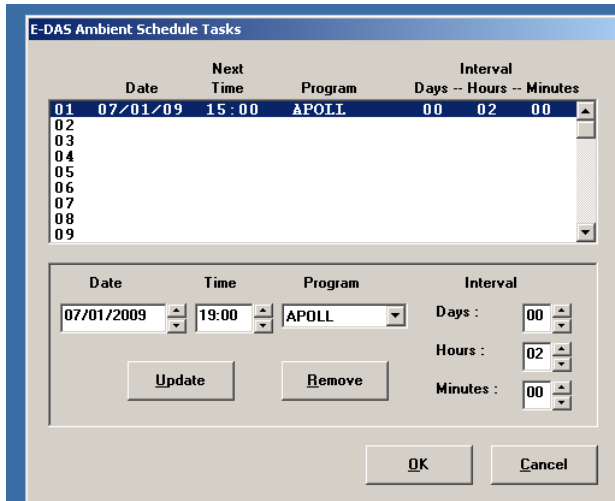 E-DAS Ambient Schedule Tasks
Next Interval
Date Time Program Days -- Hours -- Minutes
01 07/01/09 15:00 APOLL 00 02 00
02
03
04
05
06
07
08
09
Date Time Program Interval
07/01/2009 19:00 APOLL Days : 00
Hours : 02
Update Remove
Minutes : 00
OK Cancel